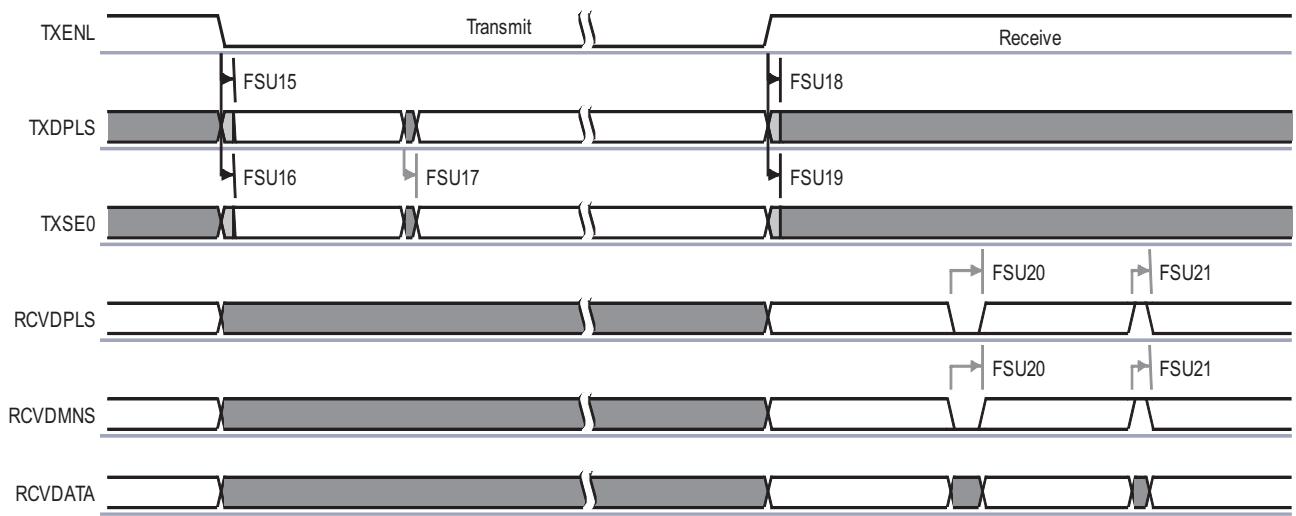 TXENL
Transmit
Receive
FSU15
FSU18
TXDPLS
FSU16
FSU17
FSU19
TXSE0
FSU20
FSU21
RCVDPLS
FSU20
FSU21
RCVDMNS
RCVDATA